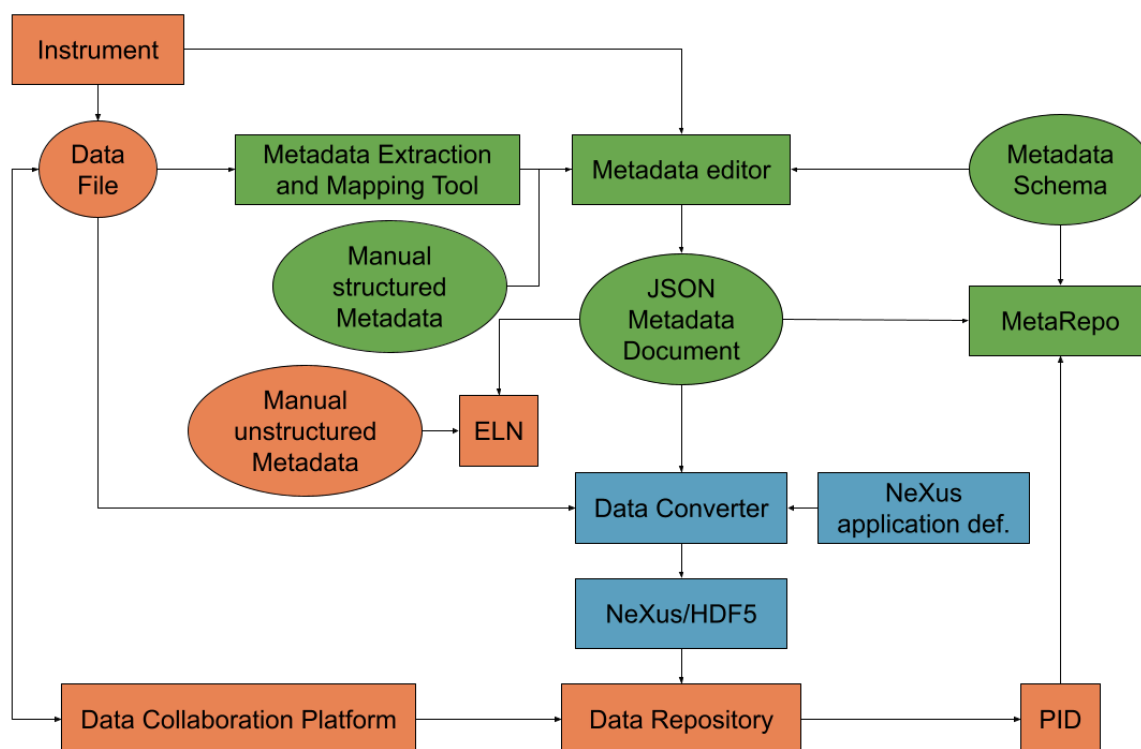 Instrument
Data
File
Metadata Extraction
and Mapping Tool
Metadata editor
Metadata
Schema
Manual
structured
Metadata
JSON
Metadata
Document
MetaRepo
Manual
unstructured
Metadata
ELN
Data Converter
NeXus
application def.
NeXus/HDF5
Data Collaboration Platform
Data Repository
PID